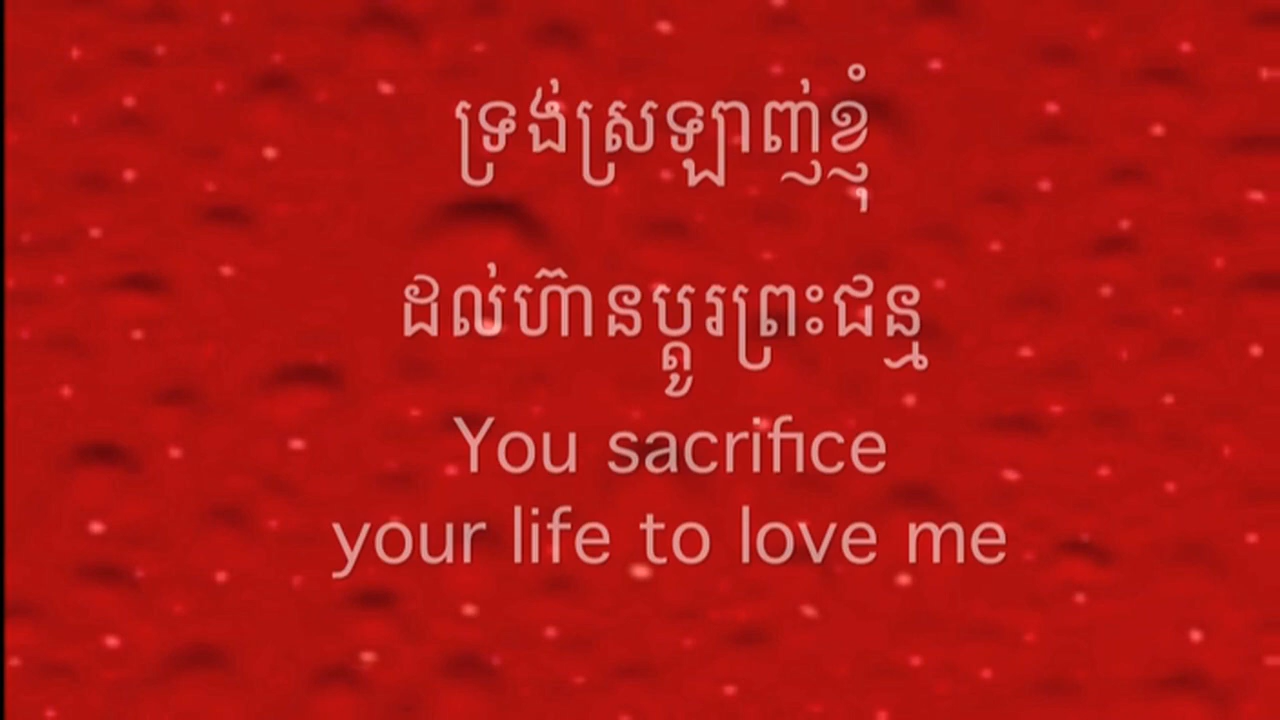 ទ្រង់ស្រឡាញ់ខ្ញុំ
ដល់ហ៊ានប្តូរព្រះជន្ម
You sacrifice
your life to love me